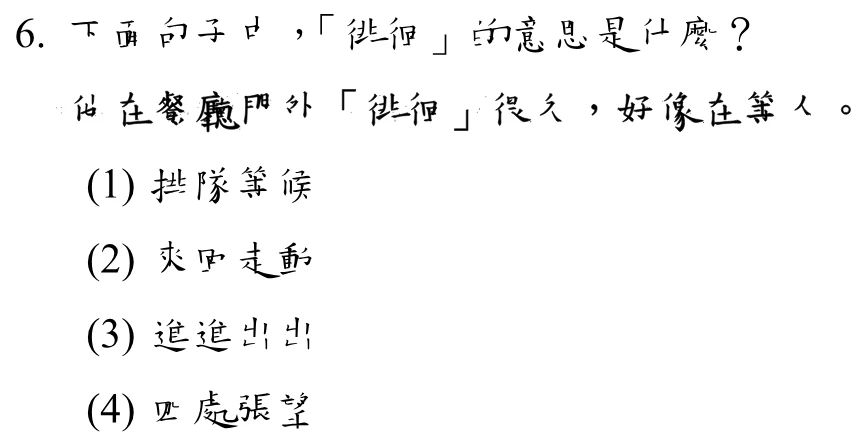 6. 下面句子中，「徘徊」的意思是什麼？
他在餐廳門外「徘徊」很久，好像在等人。
(1) 排隊等候
(2) 來回走動
(3) 進進出出
(4) 四處張望